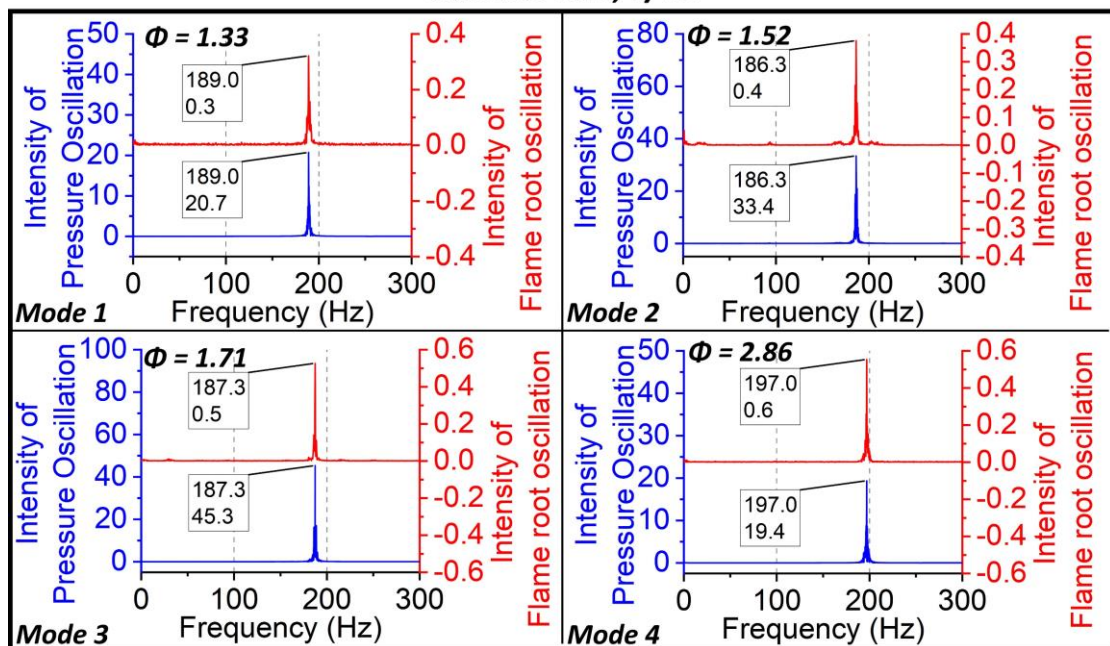 Φ = 1.33
Intensity of
Pressure Oscillation
50
40
30
20
10
0
189.0
0.3
189.0
20.7
0.4
0.2
0.0
-0.2
-0.4
Intensity of
Flame root oscillation
0
100
200
300
Mode 1
Frequency (Hz)
Φ = 1.52
Intensity of
Pressure Oscillation
80
60
40
20
0
186.3
0.4
186.3
33.4
0.4
0.3
0.2
0.1
0.0
-0.1
-0.2
-0.3
-0.4
Intensity of
Flame root oscillation
0
100
200
300
Mode 2
Frequency (Hz)
Φ = 1.71
Intensity of
Pressure Oscillation
100
80
60
40
20
0
187.3
0.5
187.3
45.3
0.6
0.4
0.2
0.0
-0.2
-0.4
-0.6
Intensity of
Flame root oscillation
0
100
200
300
Mode 3
Frequency (Hz)
Φ = 2.86
Intensity of
Pressure Oscillation
50
40
30
20
10
0
197.0
0.6
197.0
19.4
0.6
0.4
0.2
0.0
-0.2
-0.4
-0.6
Intensity of
Flame root oscillation
0
100
200
300
Mode 4
Frequency (Hz)